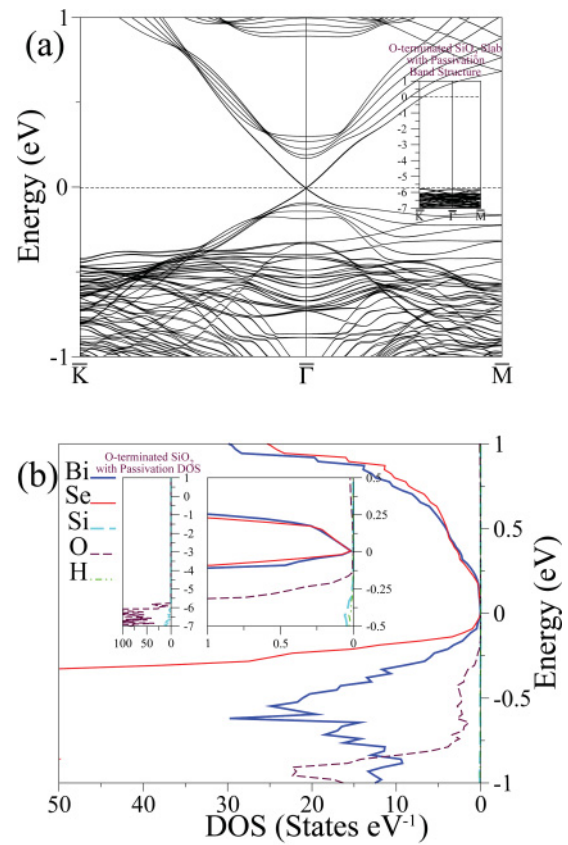 (a)
O-terminated SiO2 Slab
with Passivation
Band Structure
1
0
-1
-2
-3
-4
-5
-6
-7
K̅ Γ̅ M̅
Energy (eV)
1
0
-1
K̅ Γ̅ M̅
(b)
O-terminated SiO2
with Passivation DOS
Bi
Se
Si
O
H
1
0
-1
-2
-3
-4
-5
-6
-7
100 50 0
0.5
0.25
0
-0.25
-0.5
1 0.5 0
1
0.5
0
-0.5
-1
Energy (eV)
50 40 30 20 10 0
DOS (States eV⁻¹)